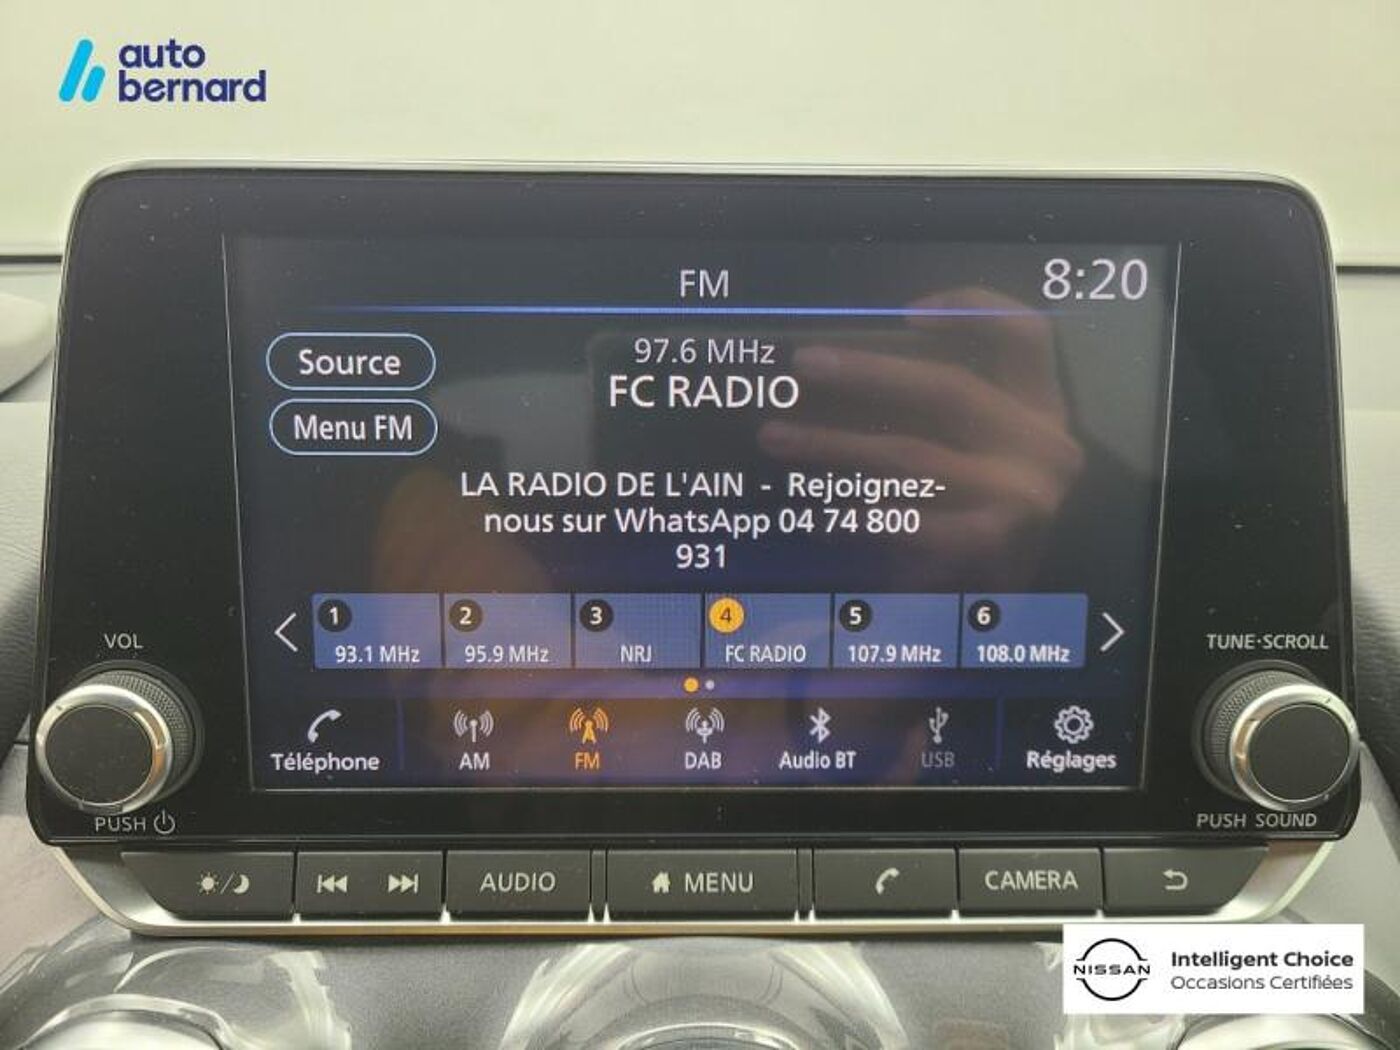 auto
bernard
FM
8:20
Source
97.6 MHz
FC RADIO
Menu FM
LA RADIO DE L'AIN - Rejoignez-
nous sur WhatsApp 04 74 800
931
1 2 3 4 5 6
93.1 MHz 95.9 MHz NRJ FC RADIO 107.9 MHz 108.0 MHz
VOL
TUNE·SCROLL
Téléphone AM FM DAB Audio BT USB Réglages
PUSH
PUSH SOUND
AUDIO MENU CAMERA
NISSAN
Intelligent Choice
Occasions Certifiées